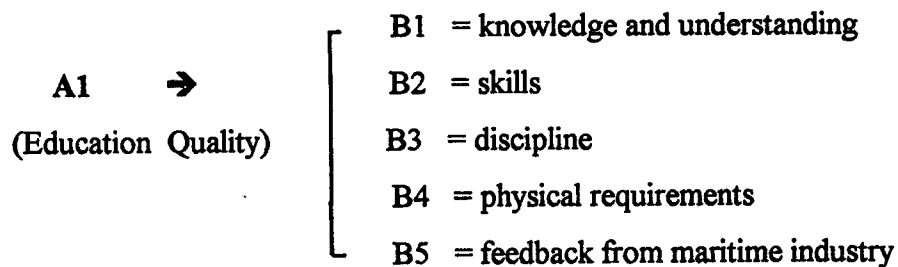 B1 = knowledge and understanding
A1 ➔
B2 = skills
(Education Quality)
B3 = discipline
B4 = physical requirements
B5 = feedback from maritime industry